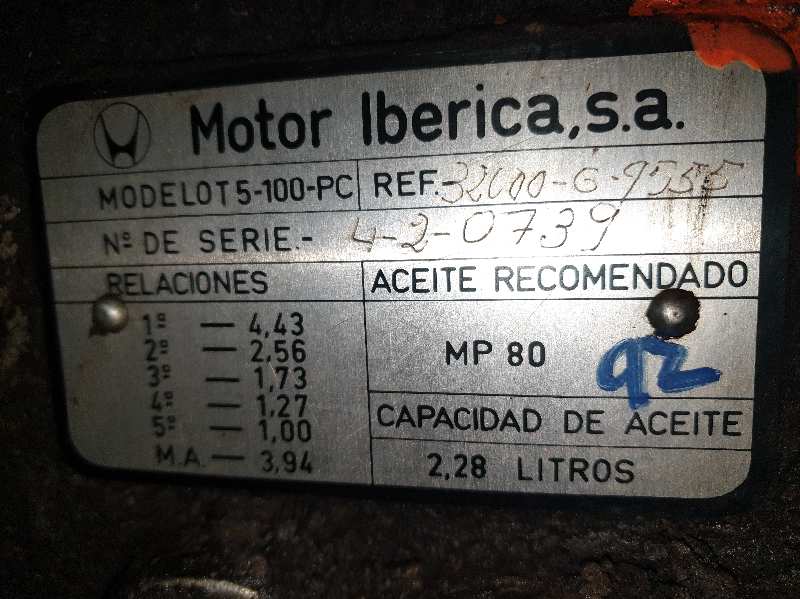 Motor Iberica, s.a.
MODELO T5-100-PC REF.- 32C00-G-9555
Nº DE SERIE.- 4-2-0739
RELACIONES
1º — 4,43
2º — 2,56
3º — 1,73
4º — 1,27
5º — 1,00
M.A. — 3,94
ACEITE RECOMENDADO
MP 80
92
CAPACIDAD DE ACEITE
2,28 LITROS